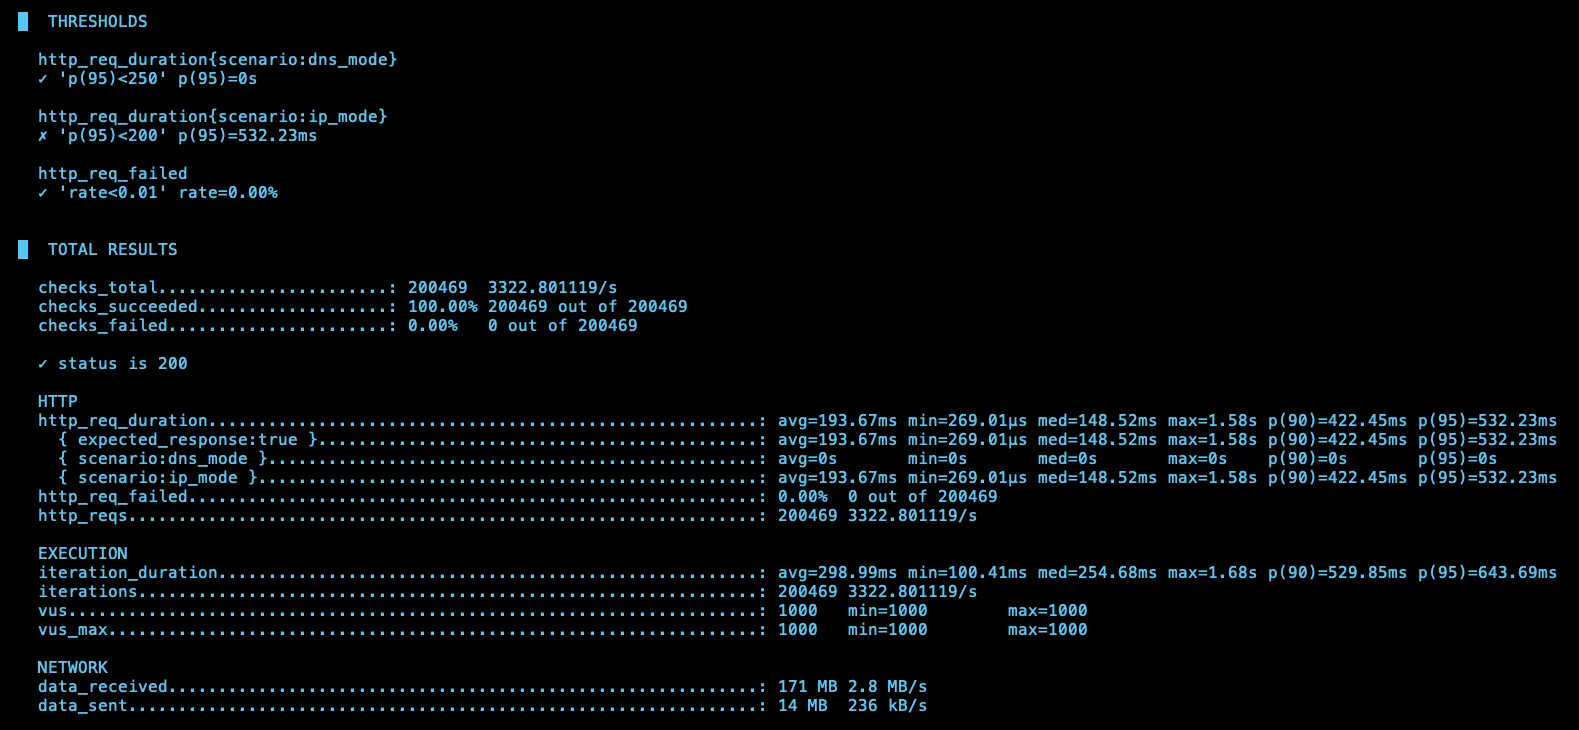 █  THRESHOLDS

  http_req_duration{scenario:dns_mode}
  ✓ 'p(95)<250' p(95)=0s

  http_req_duration{scenario:ip_mode}
  ✗ 'p(95)<200' p(95)=532.23ms

  http_req_failed
  ✓ 'rate<0.01' rate=0.00%

█  TOTAL RESULTS

  checks_total.......................: 200469  3322.801119/s
  checks_succeeded...................: 100.00% 200469 out of 200469
  checks_failed......................: 0.00%   0 out of 200469

  ✓ status is 200

  HTTP
  http_req_duration.......................................................: avg=193.67ms min=269.01µs med=148.52ms max=1.58s p(90)=422.45ms p(95)=532.23ms
    { expected_response:true }............................................: avg=193.67ms min=269.01µs med=148.52ms max=1.58s p(90)=422.45ms p(95)=532.23ms
    { scenario:dns_mode }.................................................: avg=0s       min=0s       med=0s       max=0s    p(90)=0s       p(95)=0s
    { scenario:ip_mode }..................................................: avg=193.67ms min=269.01µs med=148.52ms max=1.58s p(90)=422.45ms p(95)=532.23ms
  http_req_failed.........................................................: 0.00%  0 out of 200469
  http_reqs...............................................................: 200469 3322.801119/s

  EXECUTION
  iteration_duration......................................................: avg=298.99ms min=100.41ms med=254.68ms max=1.68s p(90)=529.85ms p(95)=643.69ms
  iterations..............................................................: 200469 3322.801119/s
  vus.....................................................................: 1000   min=1000        max=1000
  vus_max.................................................................: 1000   min=1000        max=1000

  NETWORK
  data_received...........................................................: 171 MB 2.8 MB/s
  data_sent...............................................................: 14 MB  236 kB/s